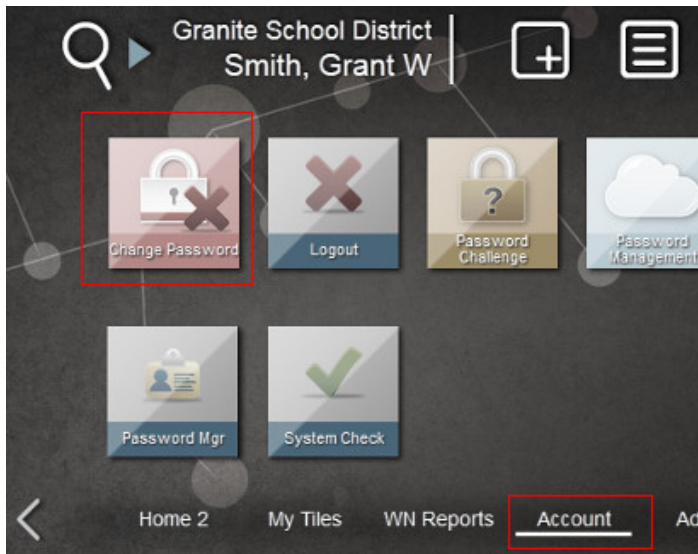 Granite School District
Smith, Grant W
Change Password
Logout
Password
Challenge
Password
Management
Password Mgr
System Check
Home 2 My Tiles WN Reports Account Ad